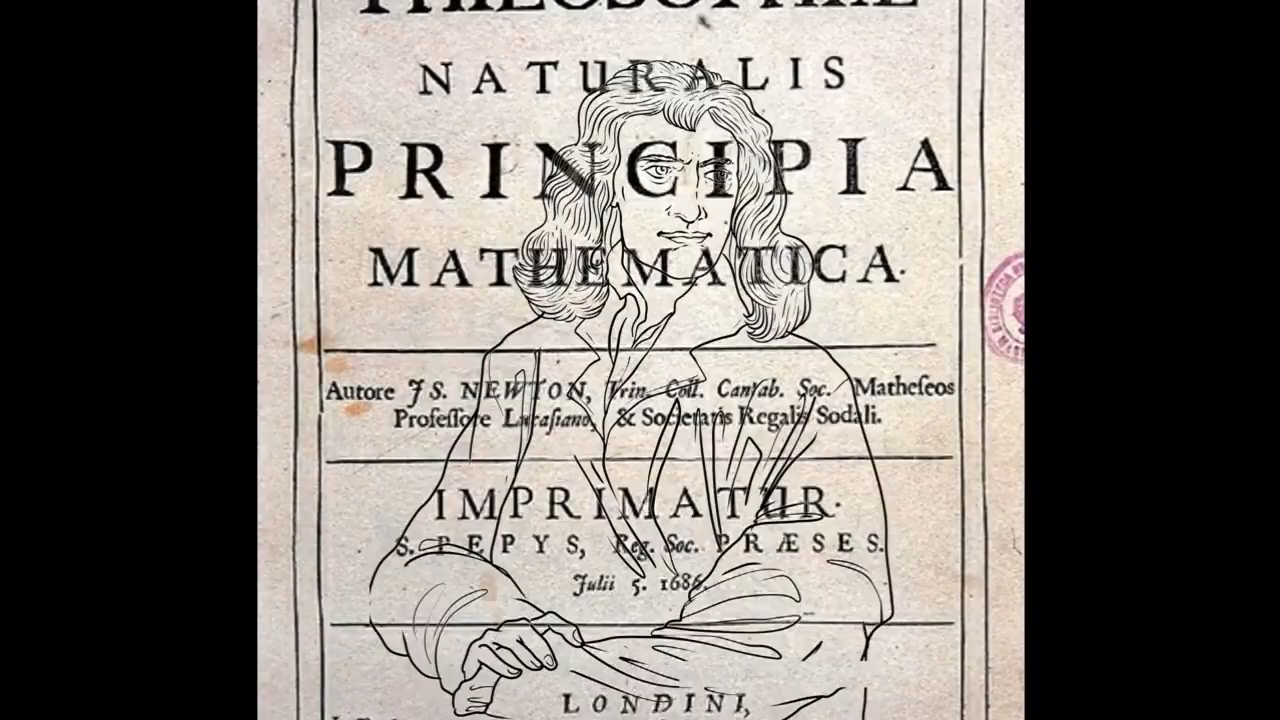 PHILOSOPHIÆ
NATURALIS
PRINCIPIA
MATHEMATICA.
Autore JS. NEWTON, Trin. Coll. Cantab. Soc. Matheſeos
Profeſſore Lucaſiano, & Societatis Regalis Sodali.
IMPRIMATUR.
S. PEPYS, Reg. Soc. PRÆSES.
Julii 5. 1686.
LONDINI,